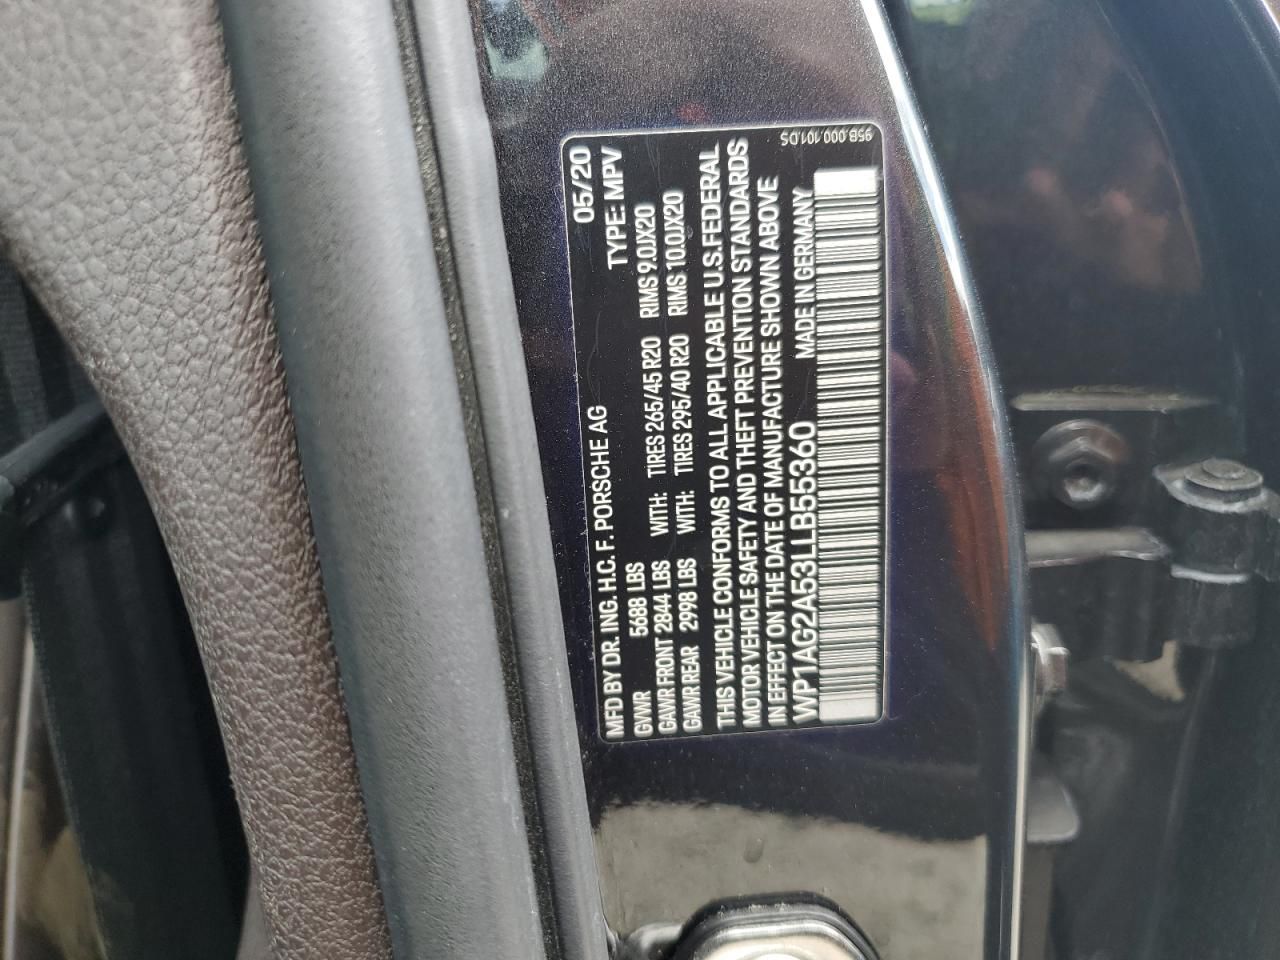 MFD BY DR. ING. H.C. F. PORSCHE AG 05/20
GVWR 5688 LBS TYPE: MPV
GAWR FRONT 2844 LBS WITH: TIRES 265/45 R20 RIMS 9.0JX20
GAWR REAR 2998 LBS WITH: TIRES 295/40 R20 RIMS 10.0JX20
THIS VEHICLE CONFORMS TO ALL APPLICABLE U.S.FEDERAL
MOTOR VEHICLE SAFETY AND THEFT PREVENTION STANDARDS
IN EFFECT ON THE DATE OF MANUFACTURE SHOWN ABOVE
WP1AG2A53LLB55360 MADE IN GERMANY
95B.000.101.DS